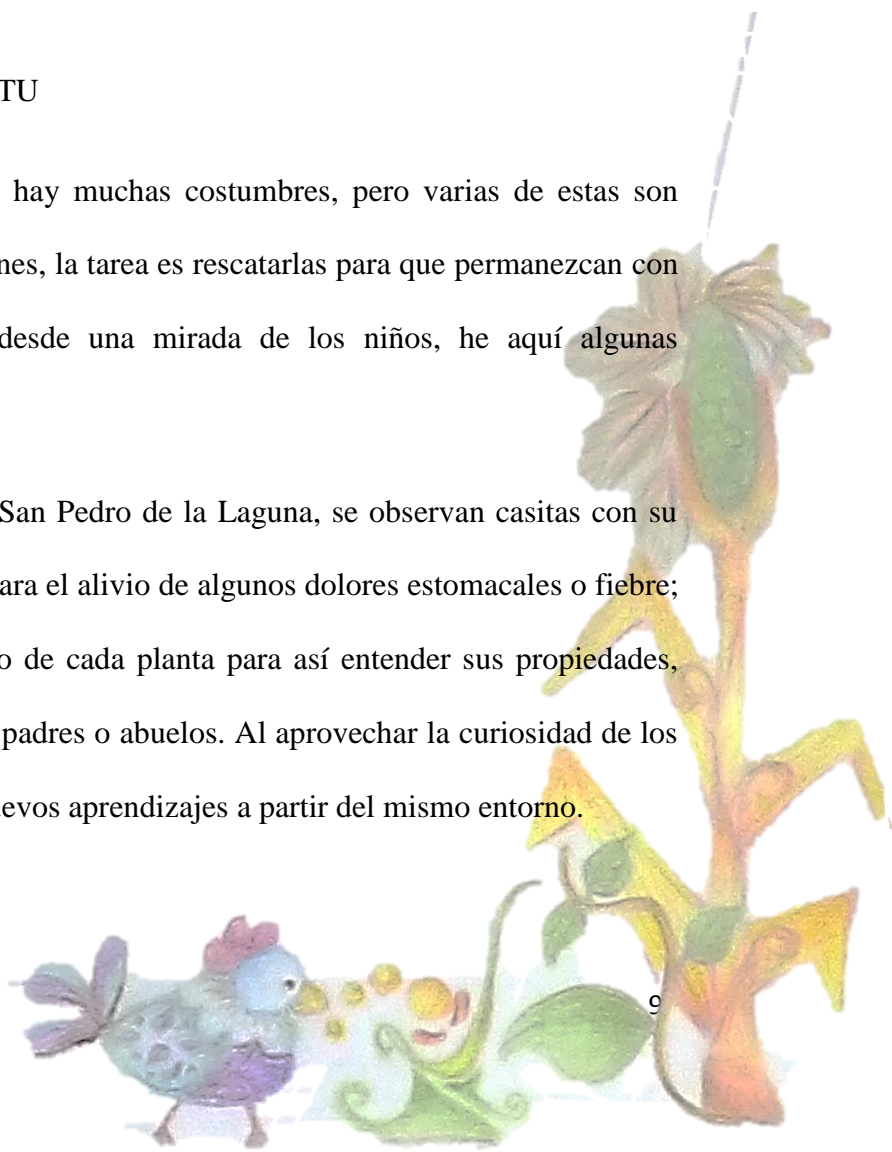 TU
hay muchas costumbres, pero varias de estas son
nes, la tarea es rescatarlas para que permanezcan con
desde una mirada de los niños, he aquí algunas
San Pedro de la Laguna, se observan casitas con su
ara el alivio de algunos dolores estomacales o fiebre;
o de cada planta para así entender sus propiedades,
padres o abuelos. Al aprovechar la curiosidad de los
evos aprendizajes a partir del mismo entorno.
9